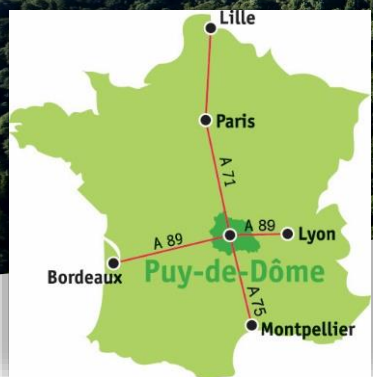 Lille
Paris
A 71
A 89
Lyon
A 89
Bordeaux
Puy-de-Dôme
A 75
Montpellier